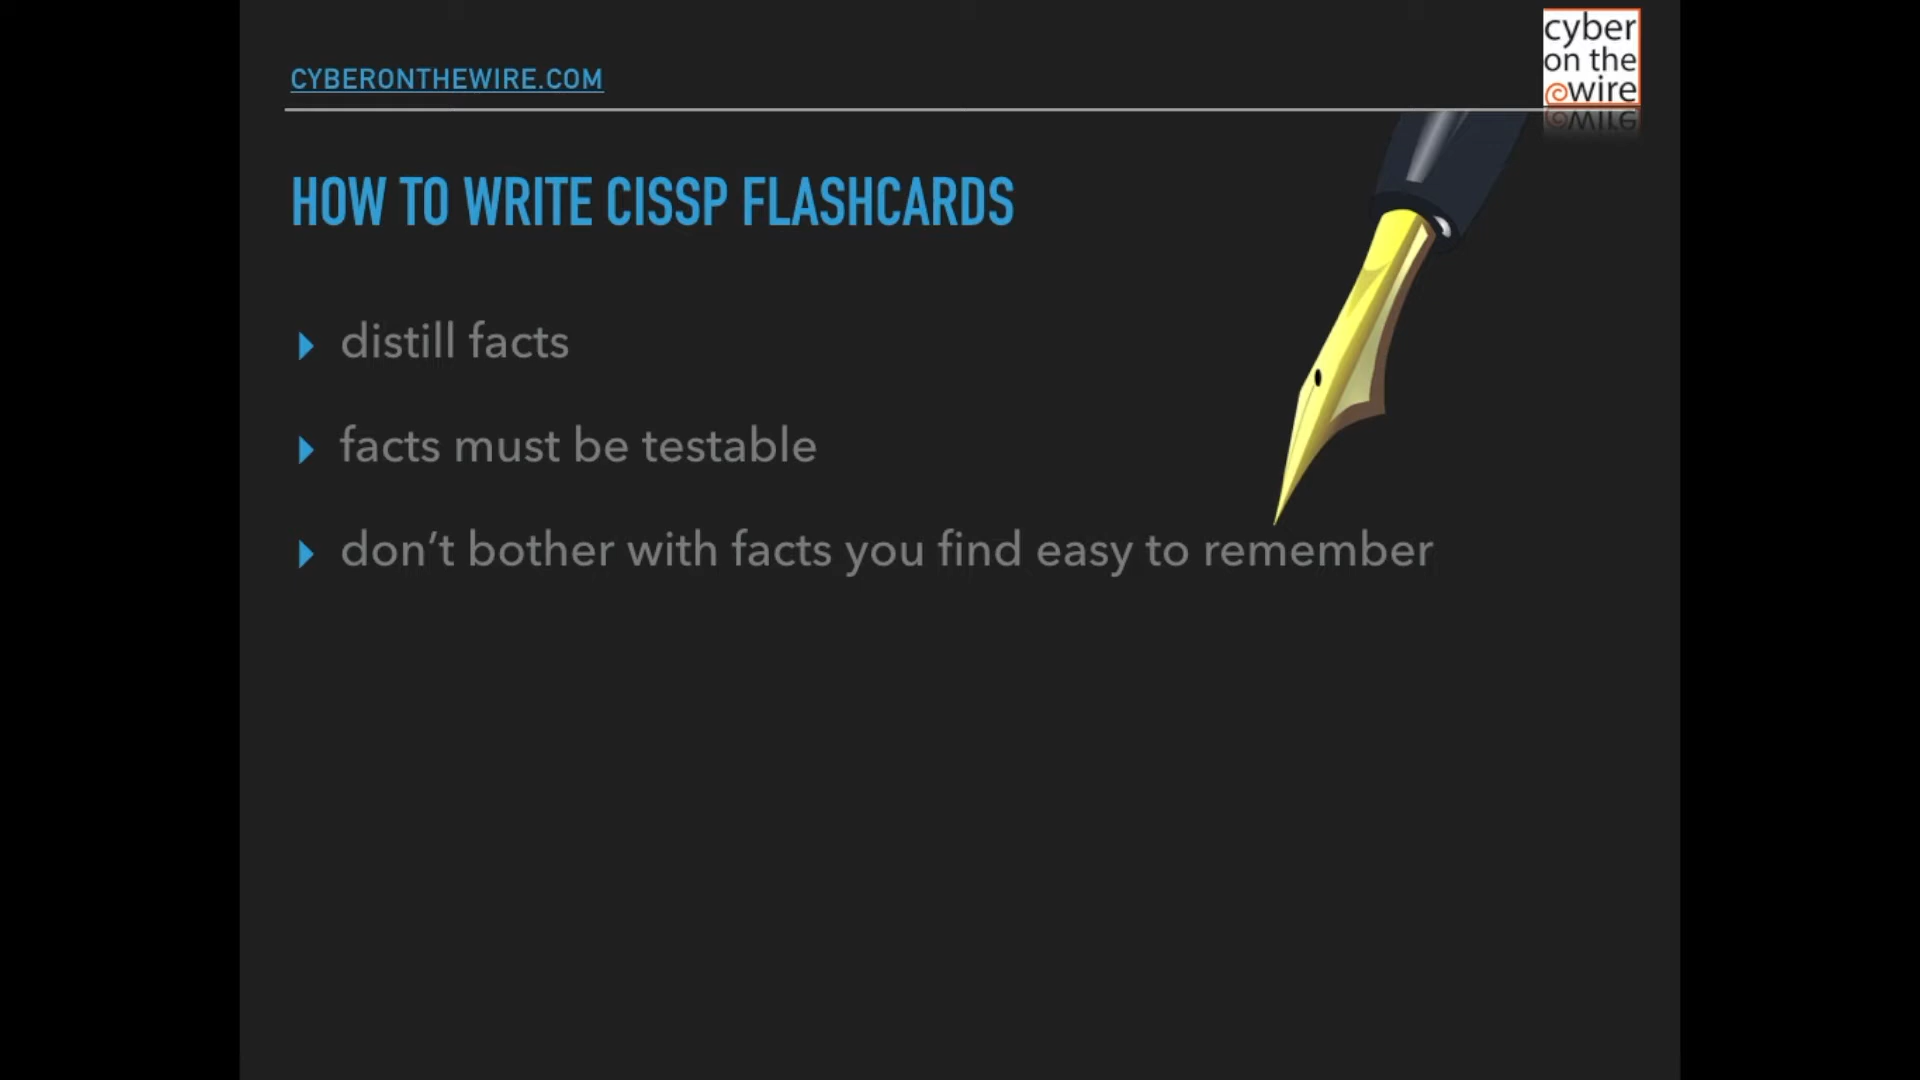 CYBERONTHEWIRE.COM
cyber
on the
wire
HOW TO WRITE CISSP FLASHCARDS
distill facts
facts must be testable
don’t bother with facts you find easy to remember